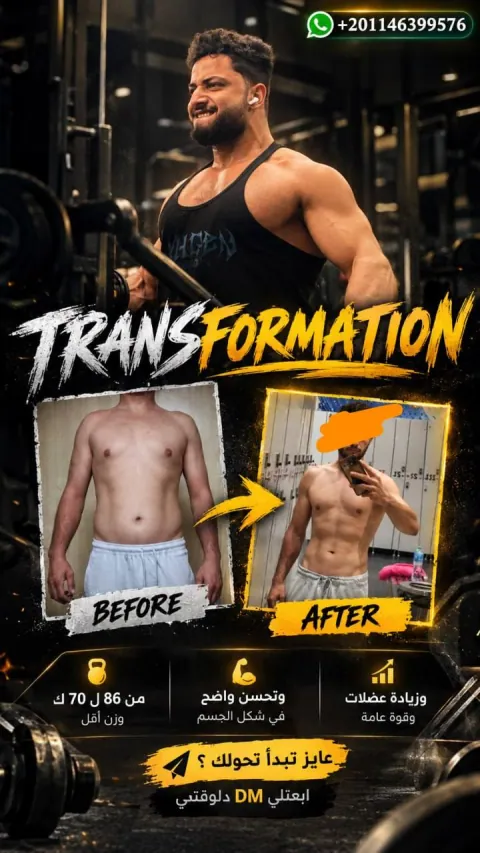 +201146399576
TRANSFORMATION
BEFORE
AFTER
وزيادة عضلات
وقوة عامة
وتحسن واضح
في شكل الجسم
من 86 ل 70 ك
وزن أقل
عايز تبدأ تحولك ؟
ابعتلي DM دلوقتي